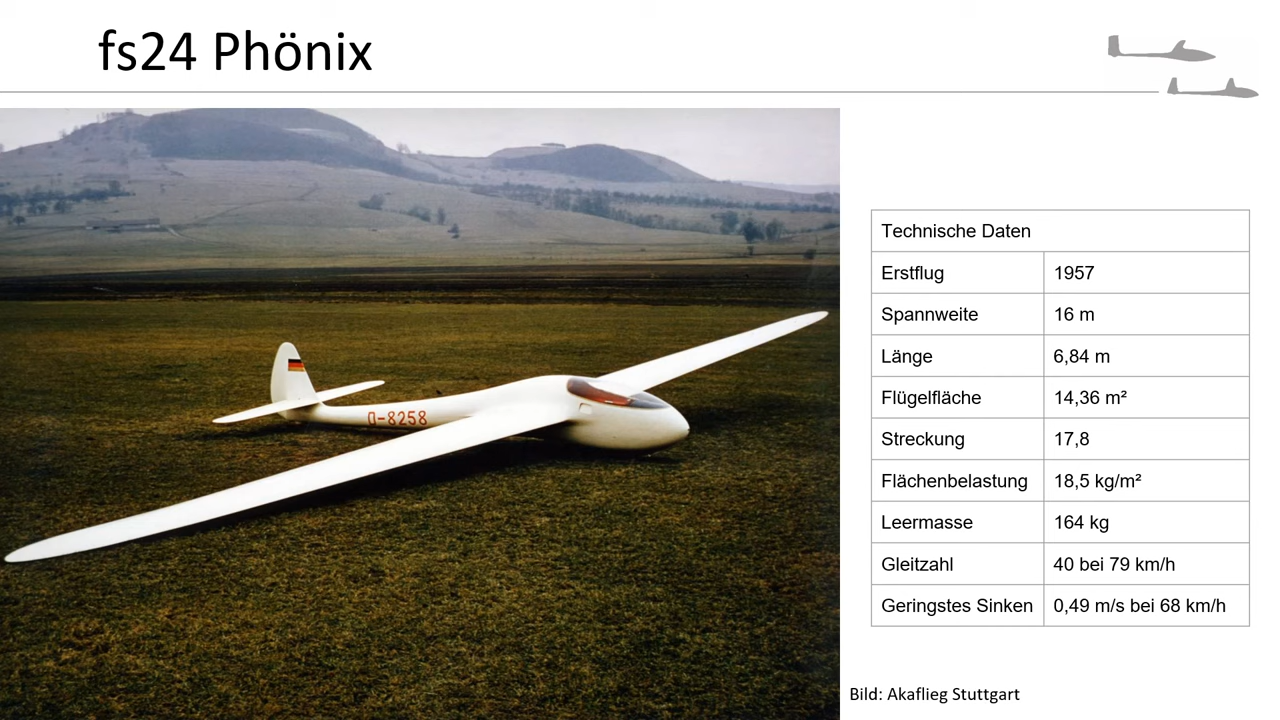 fs24 Phönix
D-8258
Technische Daten
Erstflug 1957
Spannweite 16 m
Länge 6,84 m
Flügelfläche 14,36 m²
Streckung 17,8
Flächenbelastung 18,5 kg/m²
Leermasse 164 kg
Gleitzahl 40 bei 79 km/h
Geringstes Sinken 0,49 m/s bei 68 km/h
Bild: Akaflieg Stuttgart